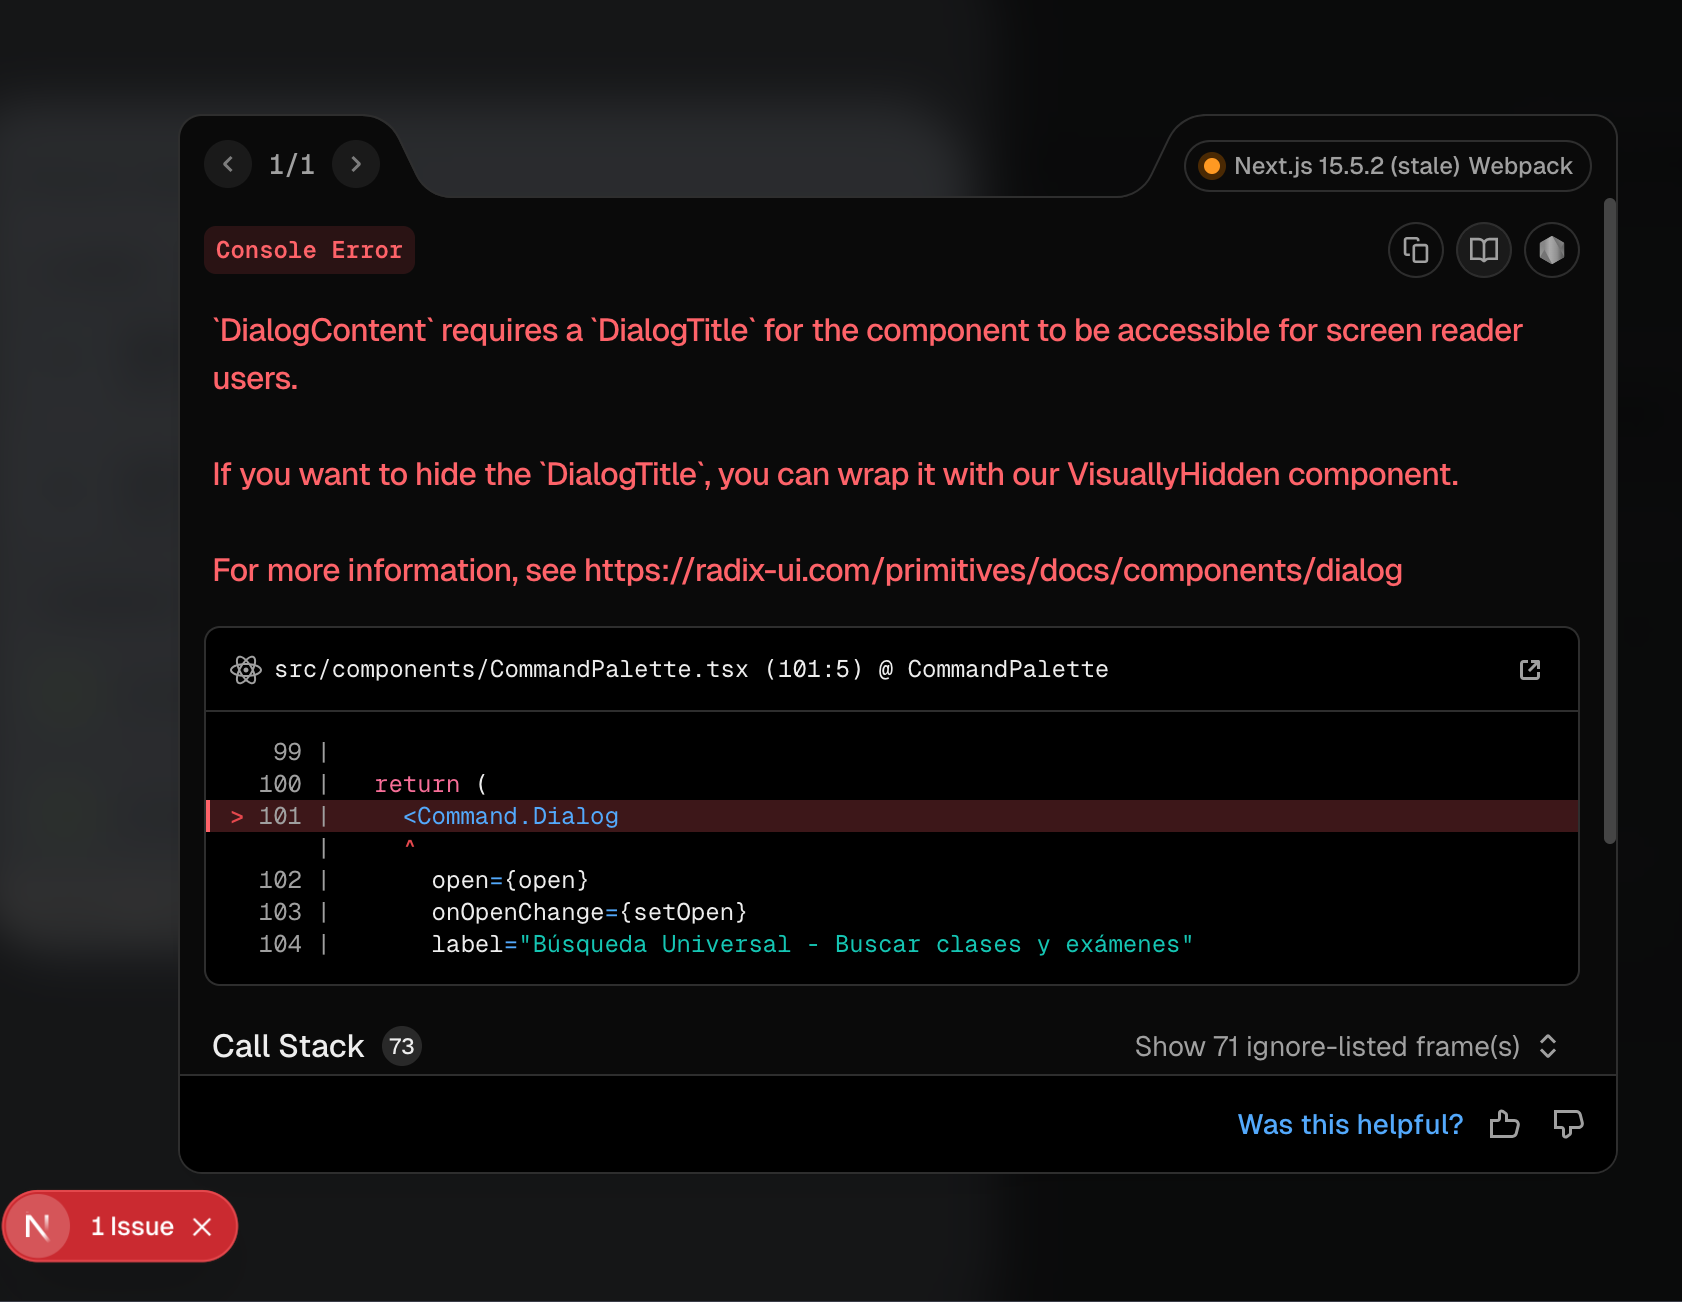 1/1
Next.js 15.5.2 (stale) Webpack
Console Error
`DialogContent` requires a `DialogTitle` for the component to be accessible for screen reader
users.
If you want to hide the `DialogTitle`, you can wrap it with our VisuallyHidden component.
For more information, see https://radix-ui.com/primitives/docs/components/dialog
src/components/CommandPalette.tsx (101:5) @ CommandPalette
99 |
100 | return (
> 101 | <Command.Dialog
| ^
102 | open={open}
103 | onOpenChange={setOpen}
104 | label="Búsqueda Universal - Buscar clases y exámenes"
Call Stack 73
Show 71 ignore-listed frame(s)
Was this helpful?
N 1 Issue